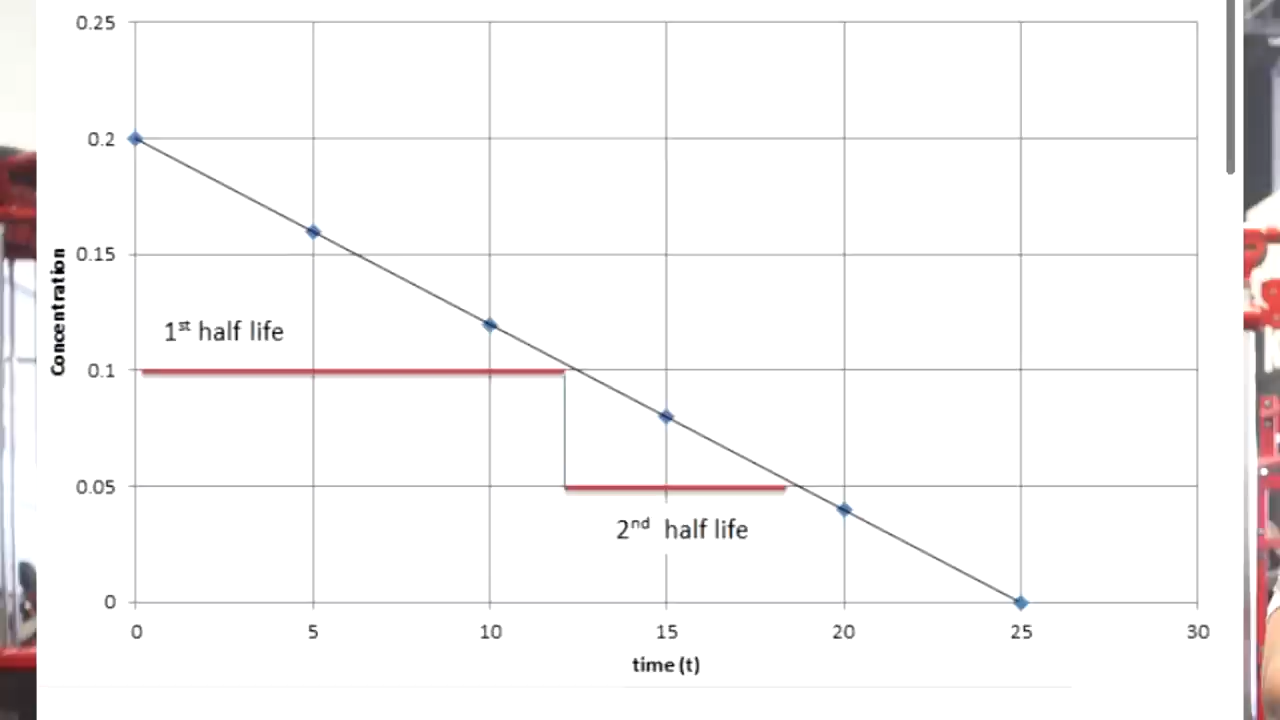 0.25
0.2
0.15
0.1
0.05
0
Concentration
1st half life
2nd half life
0 5 10 15 20 25 30
time (t)